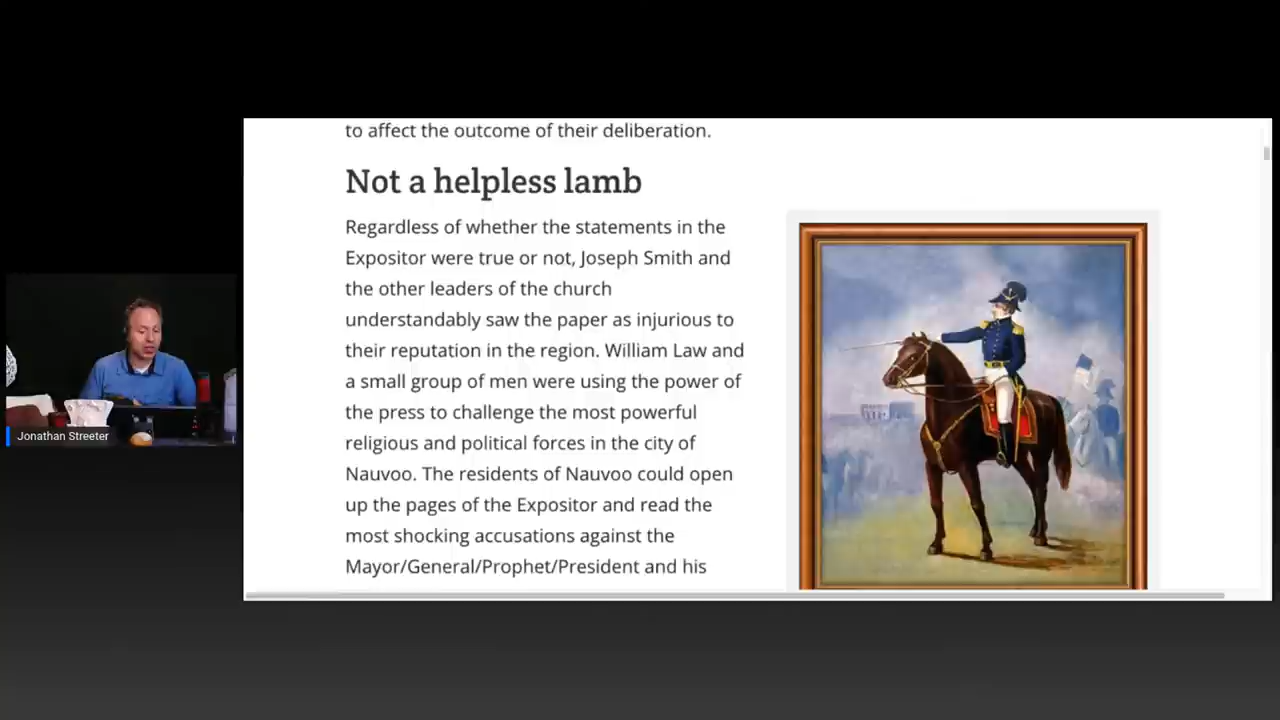 to affect the outcome of their deliberation.
Not a helpless lamb
Regardless of whether the statements in the
Expositor were true or not, Joseph Smith and
the other leaders of the church
understandably saw the paper as injurious to
their reputation in the region. William Law and
a small group of men were using the power of
the press to challenge the most powerful
religious and political forces in the city of
Nauvoo. The residents of Nauvoo could open
up the pages of the Expositor and read the
most shocking accusations against the
Mayor/General/Prophet/President and his
Jonathan Streeter